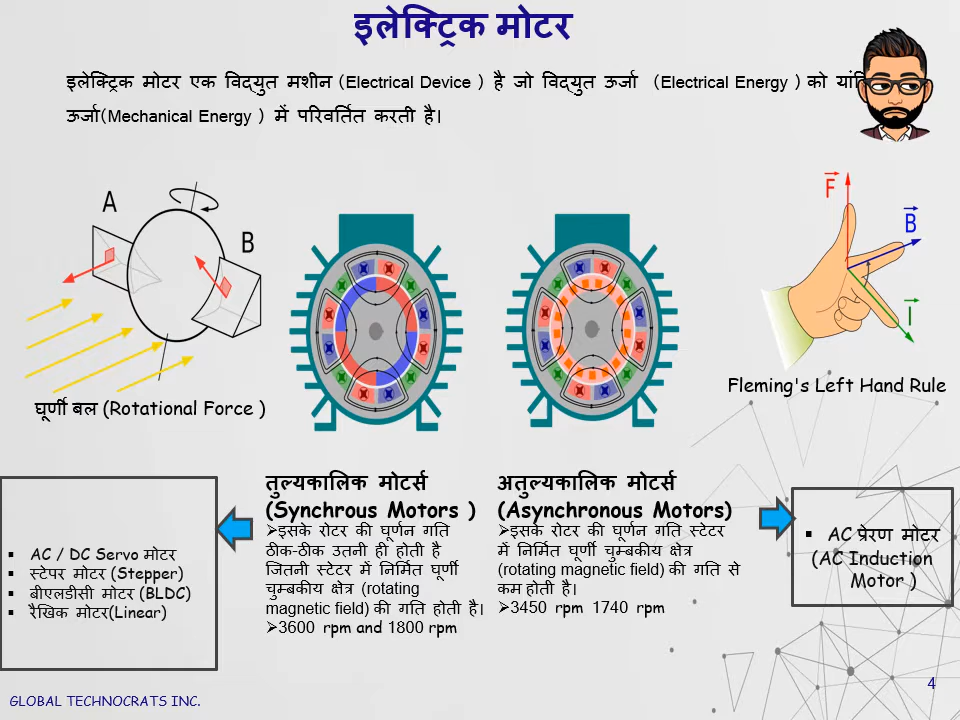 इलेक्ट्रिक मोटर
इलेक्ट्रिक मोटर एक विद्युत मशीन (Electrical Device ) है जो विद्युत ऊर्जा (Electrical Energy ) को
ऊर्जा(Mechanical Energy ) में परिवर्तित करती है।
A
B
F
B
I
घूर्णी बल (Rotational Force )
Fleming's Left Hand Rule
तुल्यकालिक मोटर्स
(Synchrous Motors )
➢इसके रोटर की घूर्णन गति
ठीक-ठीक उतनी ही होती है
जितनी स्टेटर में निर्मित घूर्णी
चुम्बकीय क्षेत्र (rotating
magnetic field) की गति होती है।
➢3600 rpm and 1800 rpm
अतुल्यकालिक मोटर्स
(Asynchronous Motors)
➢इसके रोटर की घूर्णन गति स्टेटर
में निर्मित घूर्णी चुम्बकीय क्षेत्र
(rotating magnetic field) की गति से
कम होती है।
➢3450 rpm 1740 rpm
▪ AC / DC Servo मोटर
▪ स्टेपर मोटर (Stepper)
▪ बीएलडीसी मोटर (BLDC)
▪ रैखिक मोटर(Linear)
▪ AC प्रेरण मोटर
(AC Induction
Motor )
GLOBAL TECHNOCRATS INC.
4